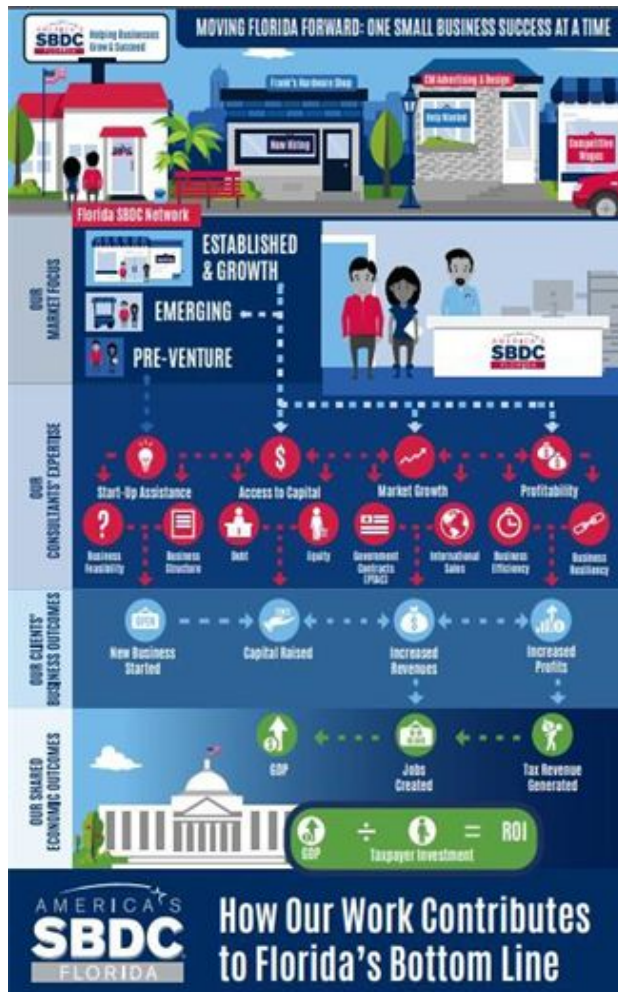 AMERICA'S
SBDC
FLORIDA
Helping Businesses
Grow & Succeed
MOVING FLORIDA FORWARD: ONE SMALL BUSINESS SUCCESS AT A TIME
Frank's Hardware Shop
CW Advertising & Design
Now Hiring
Help Wanted
Competitive
Wages
Florida SBDC Network
OUR
MARKET FOCUS
ESTABLISHED
& GROWTH
EMERGING
PRE-VENTURE
AMERICA'S
SBDC
FLORIDA
OUR
CONSULTANTS' EXPERTISE
$
Start-Up Assistance
Access to Capital
Market Growth
Profitability
?
Business
Feasibility
Business
Structure
Debt
Equity
Government
Contracts
(PTAC)
International
Sales
Business
Efficiency
Business
Resiliency
OUR CLIENTS'
BUSINESS OUTCOMES
OPEN
New Business
Started
Capital Raised
$
Increased
Revenues
Increased
Profits
OUR SHARED
ECONOMIC OUTCOMES
GDP
Jobs
Created
Tax Revenue
Generated
GDP ÷ Taxpayer Investment = ROI
AMERICA'S
SBDC
FLORIDA
How Our Work Contributes
to Florida's Bottom Line